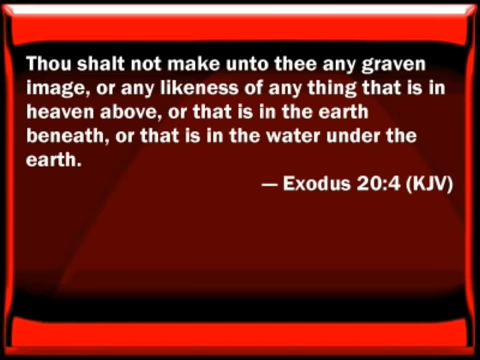 Thou shalt not make unto thee any graven
image, or any likeness of any thing that is in
heaven above, or that is in the earth
beneath, or that is in the water under the
earth.
— Exodus 20:4 (KJV)